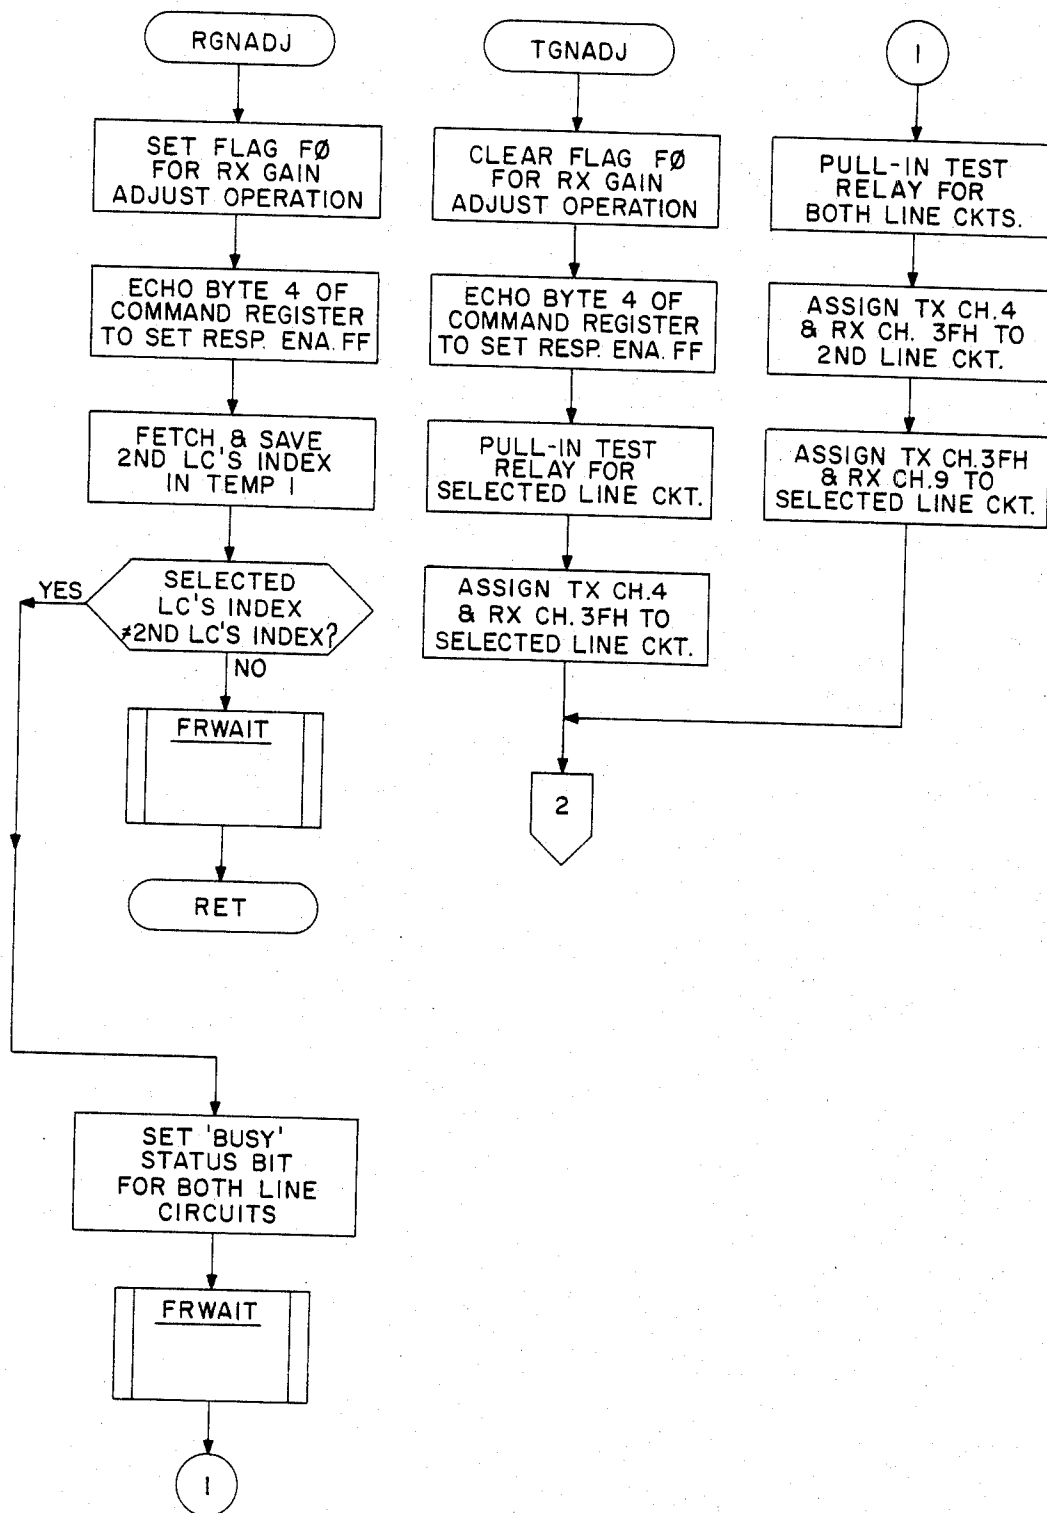 RGNADJ
SET FLAG FØ
FOR RX GAIN
ADJUST OPERATION
ECHO BYTE 4 OF
COMMAND REGISTER
TO SET RESP. ENA. FF
FETCH & SAVE
2ND LC'S INDEX
IN TEMP 1
SELECTED
LC'S INDEX
≠2ND LC'S INDEX?
YES
NO
FRWAIT
RET
SET 'BUSY'
STATUS BIT
FOR BOTH LINE
CIRCUITS
FRWAIT
1
TGNADJ
CLEAR FLAG FØ
FOR RX GAIN
ADJUST OPERATION
ECHO BYTE 4 OF
COMMAND REGISTER
TO SET RESP. ENA. FF
PULL-IN TEST
RELAY FOR
SELECTED LINE CKT.
ASSIGN TX CH.4
& RX CH. 3FH TO
SELECTED LINE CKT.
2
1
PULL-IN TEST
RELAY FOR
BOTH LINE CKTS.
ASSIGN TX CH.4
& RX CH. 3FH TO
2ND LINE CKT.
ASSIGN TX CH.3FH
& RX CH.9 TO
SELECTED LINE CKT.